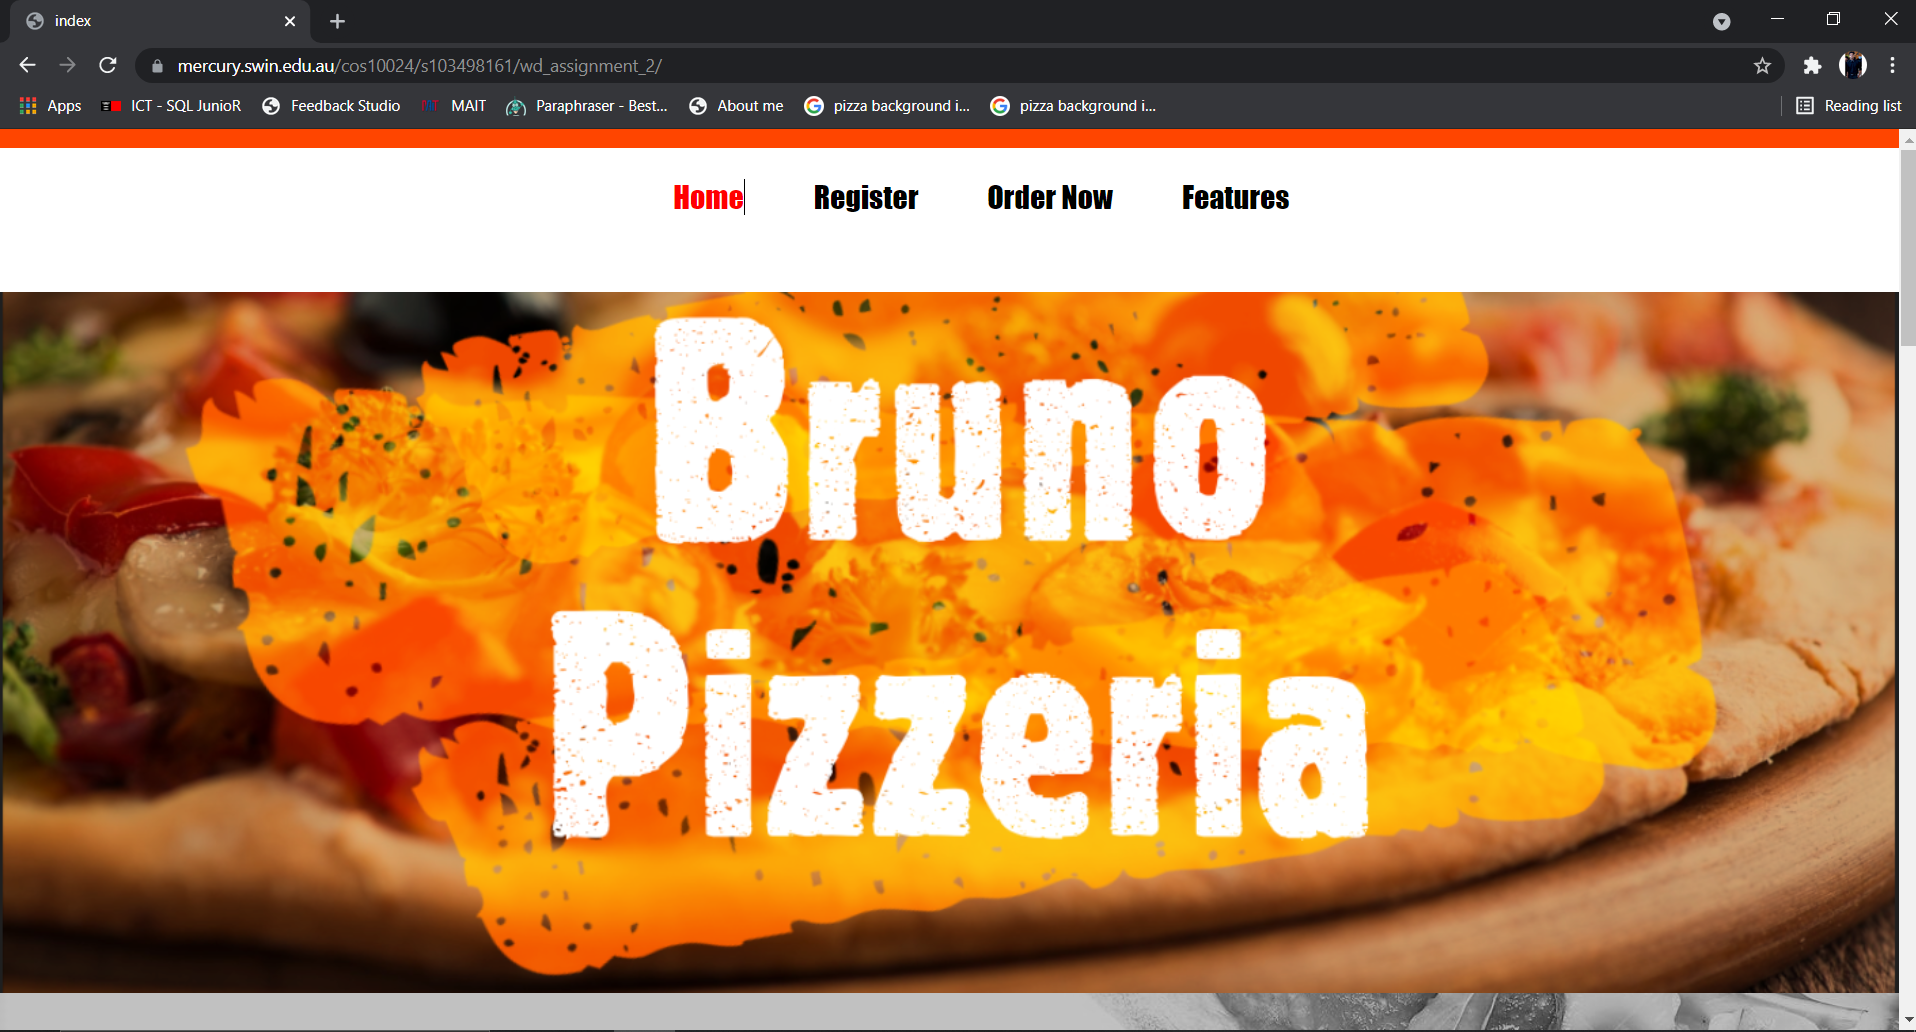 index
mercury.swin.edu.au/cos10024/s103498161/wd_assignment_2/
Apps ICT - SQL JunioR Feedback Studio MAIT Paraphraser - Best... About me pizza background i... pizza background i... Reading list
Home Register Order Now Features
Bruno
Pizzeria